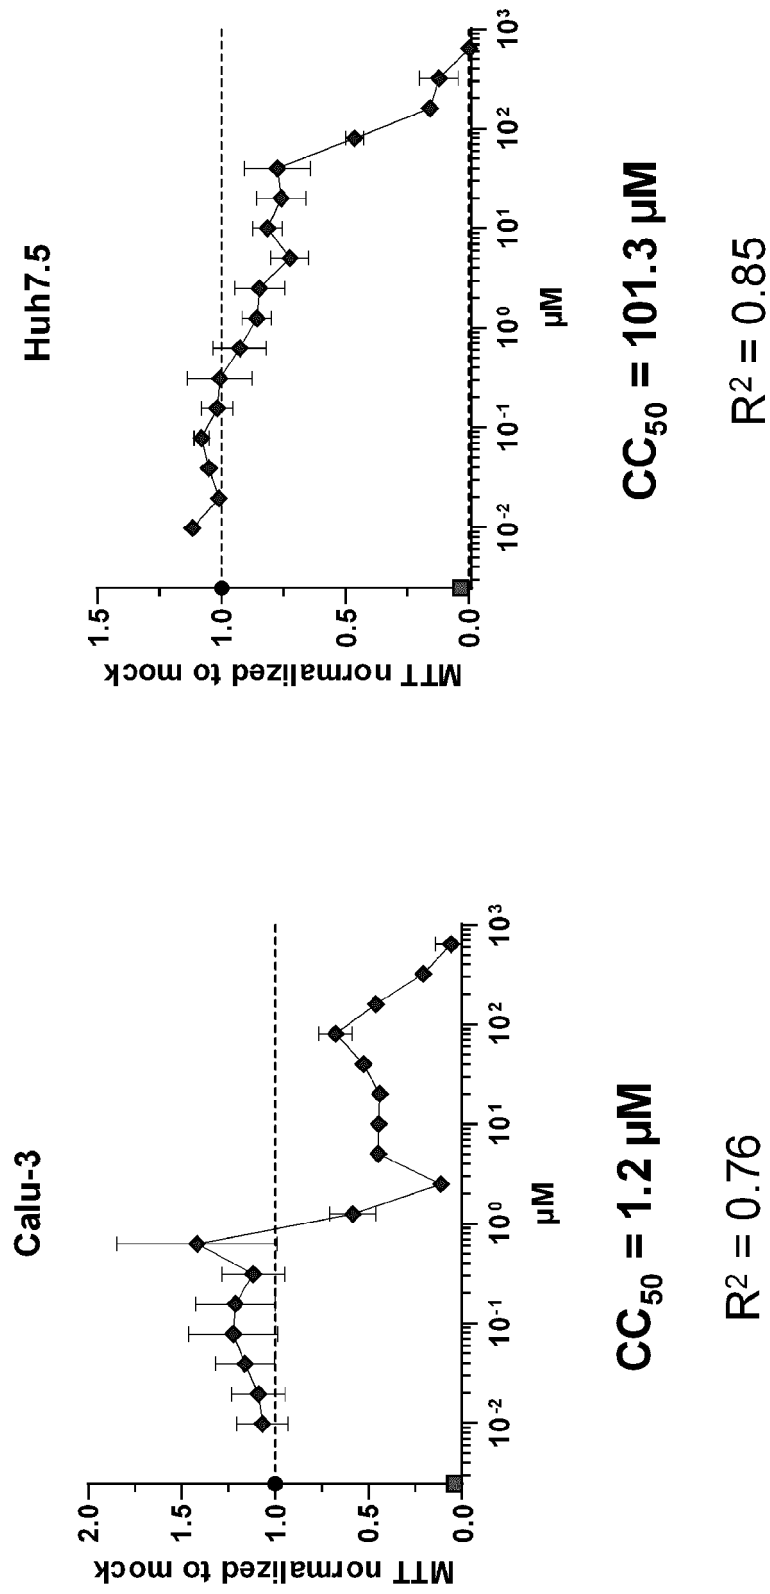 Calu-3
MTT normalized to mock
2.0
1.5
1.0
0.5
0.0
10⁻² 10⁻¹ 10⁰ 10¹ 10² 10³
µM
CC₅₀ = 1.2 µM
R² = 0.76
Huh7.5
MTT normalized to mock
1.5
1.0
0.5
0.0
10⁻² 10⁻¹ 10⁰ 10¹ 10² 10³
µM
CC₅₀ = 101.3 µM
R² = 0.85